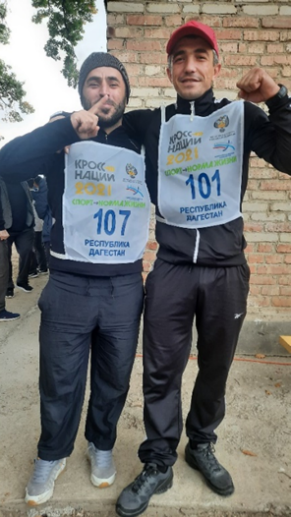 КРОСС
НАЦИИ
2021
СПОРТ-НОРМА ЖИЗНИ
107
РЕСПУБЛИКА
ДАГЕСТАН
КРОСС
НАЦИИ
2021
СПОРТ-НОРМА ЖИЗНИ
101
РЕСПУБЛИКА
ДАГЕСТАН